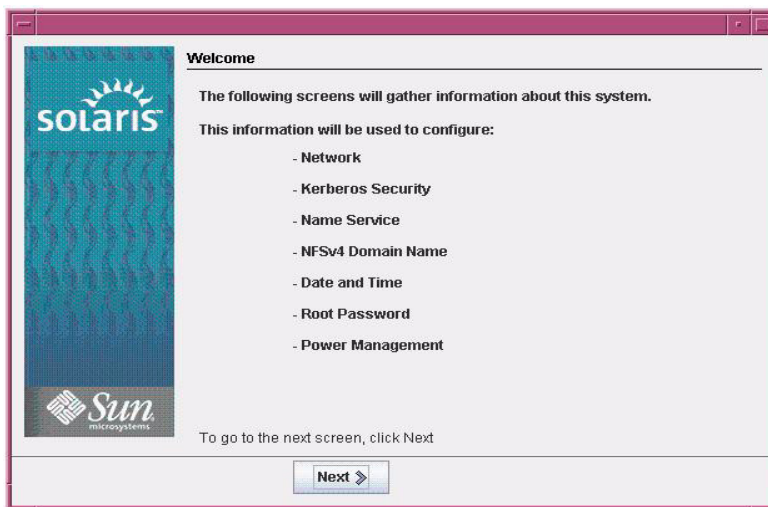 Welcome
solaris
The following screens will gather information about this system.
This information will be used to configure:
- Network
- Kerberos Security
- Name Service
- NFSv4 Domain Name
- Date and Time
- Root Password
- Power Management
Sun
microsystems
To go to the next screen, click Next
Next